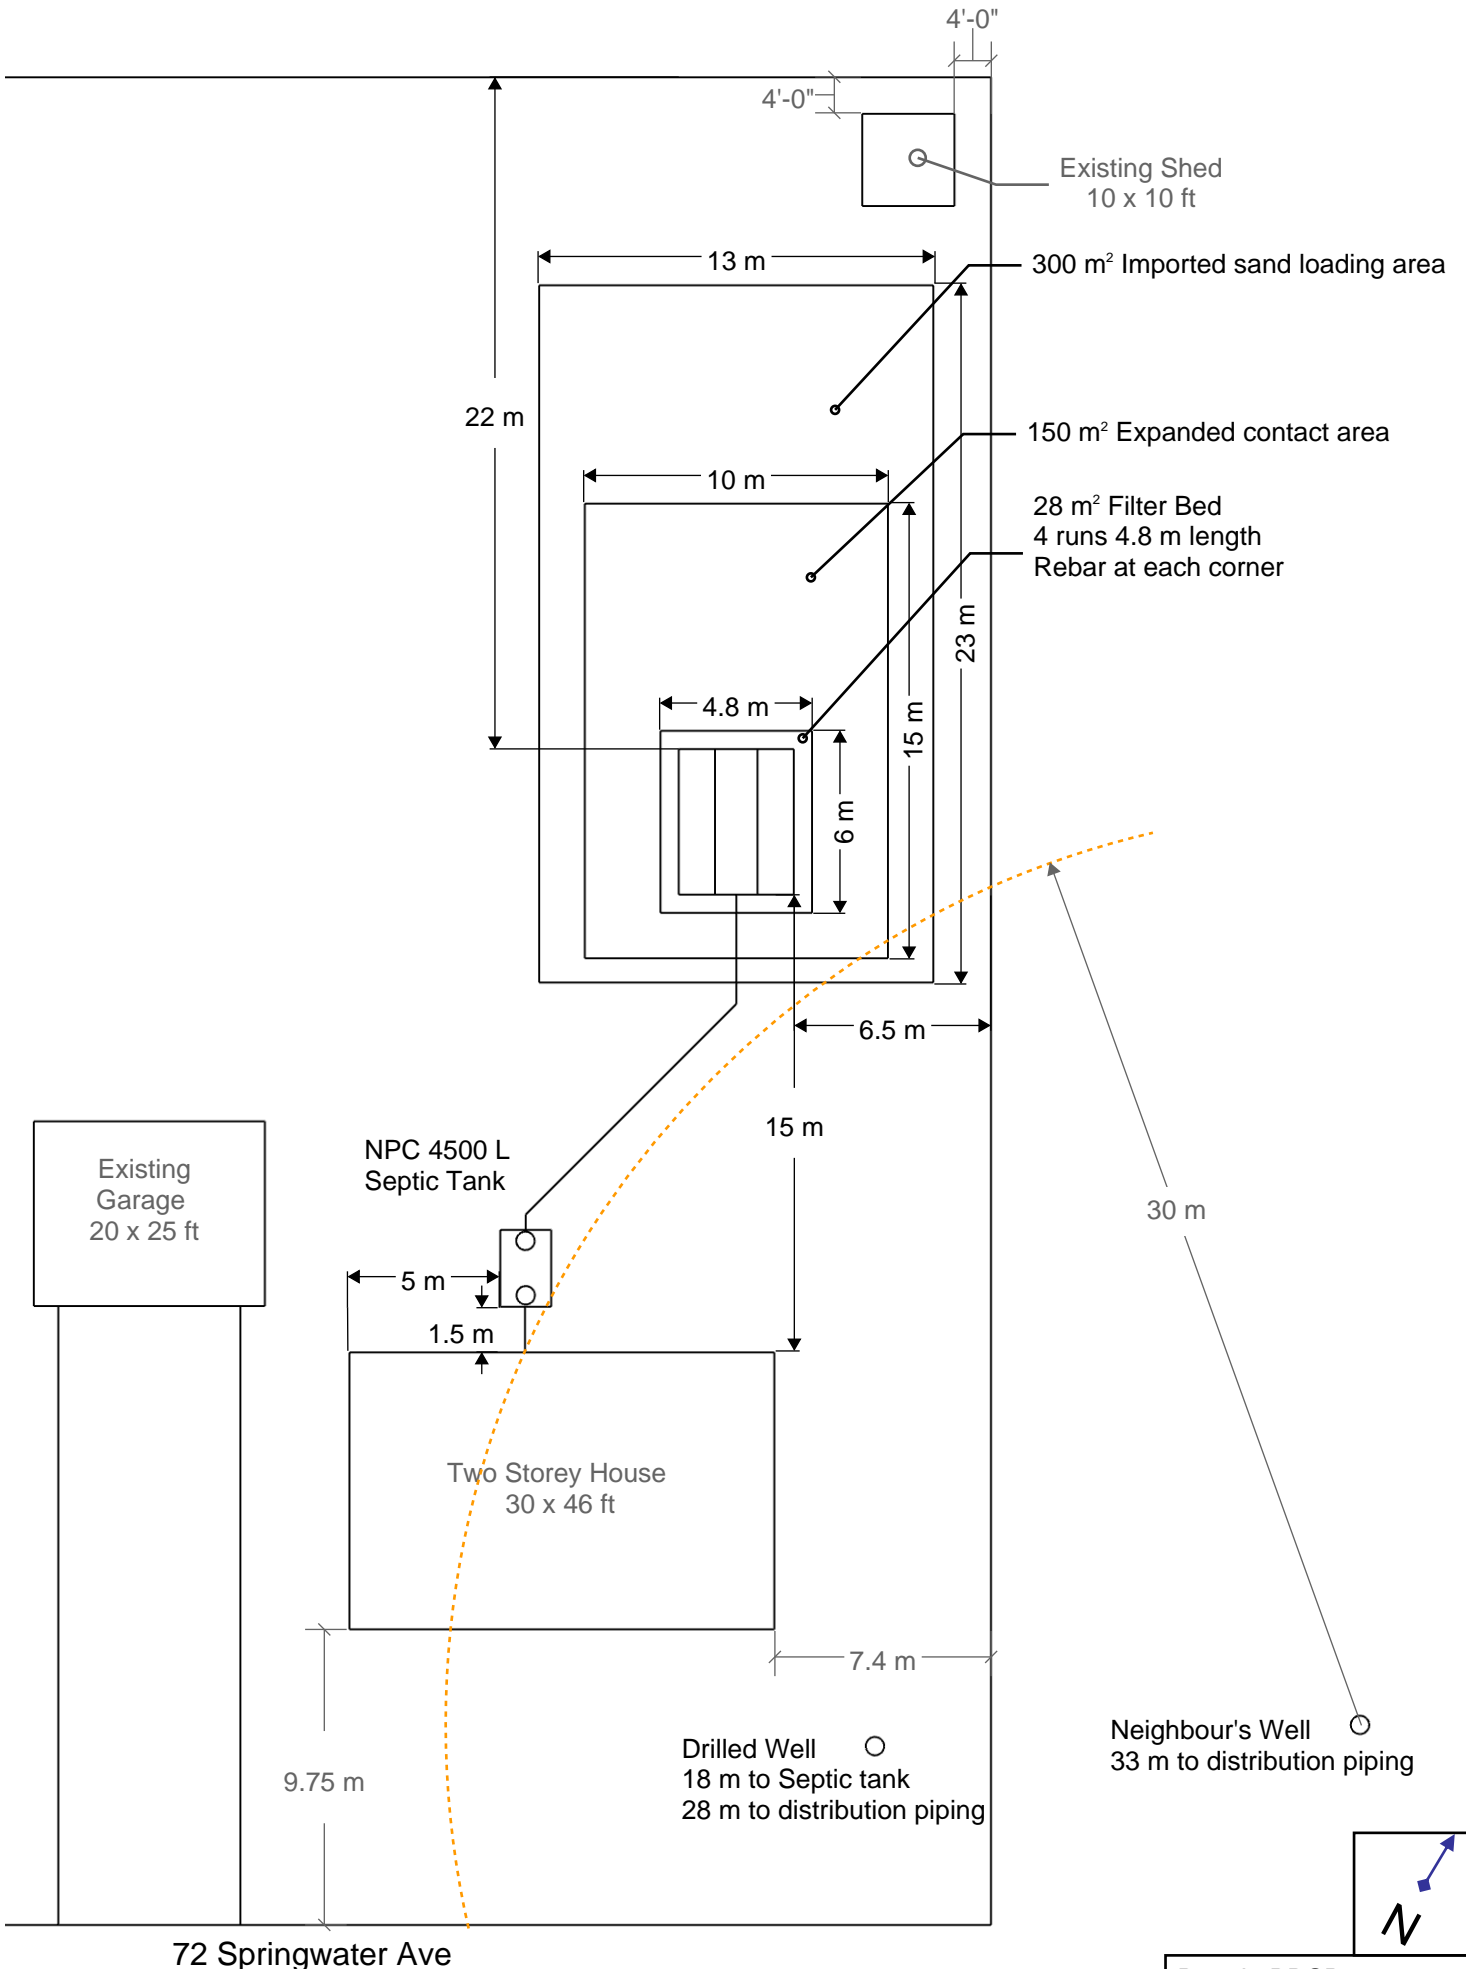 4'-0"
4'-0"
Existing Shed
10 x 10 ft
13 m
300 m² Imported sand loading area
22 m
150 m² Expanded contact area
10 m
28 m² Filter Bed
4 runs 4.8 m length
Rebar at each corner
23 m
4.8 m
15 m
6 m
6.5 m
15 m
NPC 4500 L
Septic Tank
Existing
Garage
20 x 25 ft
30 m
5 m
1.5 m
Two Storey House
30 x 46 ft
7.4 m
Neighbour's Well
33 m to distribution piping
Drilled Well
18 m to Septic tank
28 m to distribution piping
9.75 m
N
72 Springwater Ave